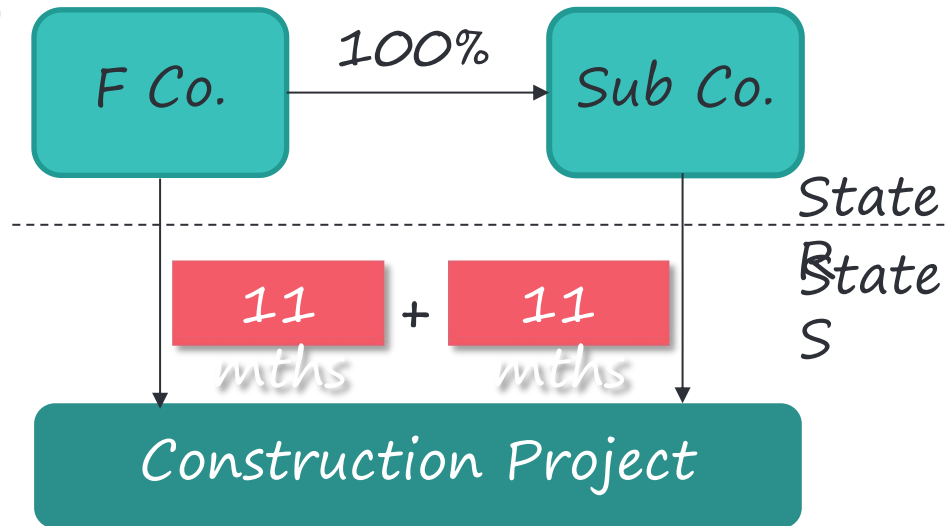 F Co.
100%
Sub Co.
State
R
State
S
11
mths
+
11
mths
Construction Project